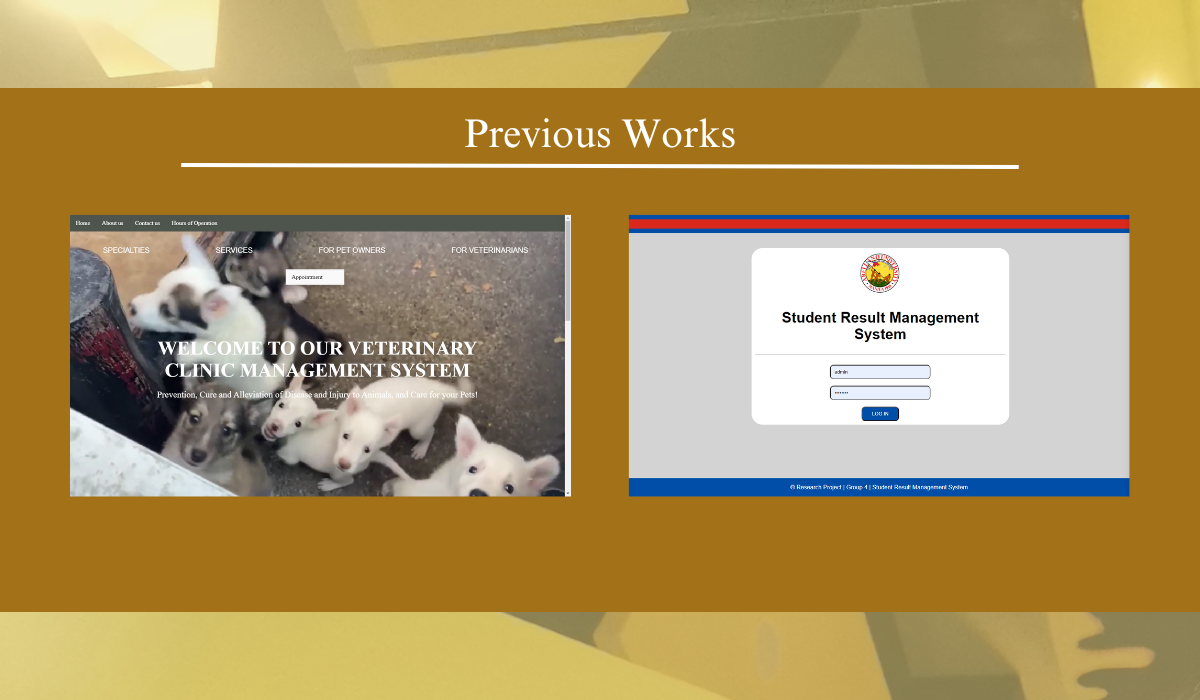 Previous Works
Home About us Contact us Hours of Operation
SPECIALTIES SERVICES FOR PET OWNERS FOR VETERINARIANS
Appointment
WELCOME TO OUR VETERINARY
CLINIC MANAGEMENT SYSTEM
Prevention, Cure and Alleviation of Disease and Injury to Animals, and Care for your Pets!
Student Result Management
System
admin
•••••••
LOG IN
© Research Project | Group 4 | Student Result Management System